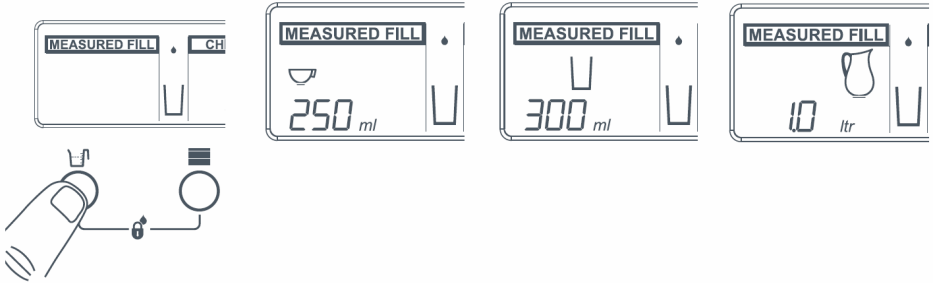 MEASURED FILL CH
MEASURED FILL
250 ml
MEASURED FILL
300 ml
MEASURED FILL
1.0 ltr